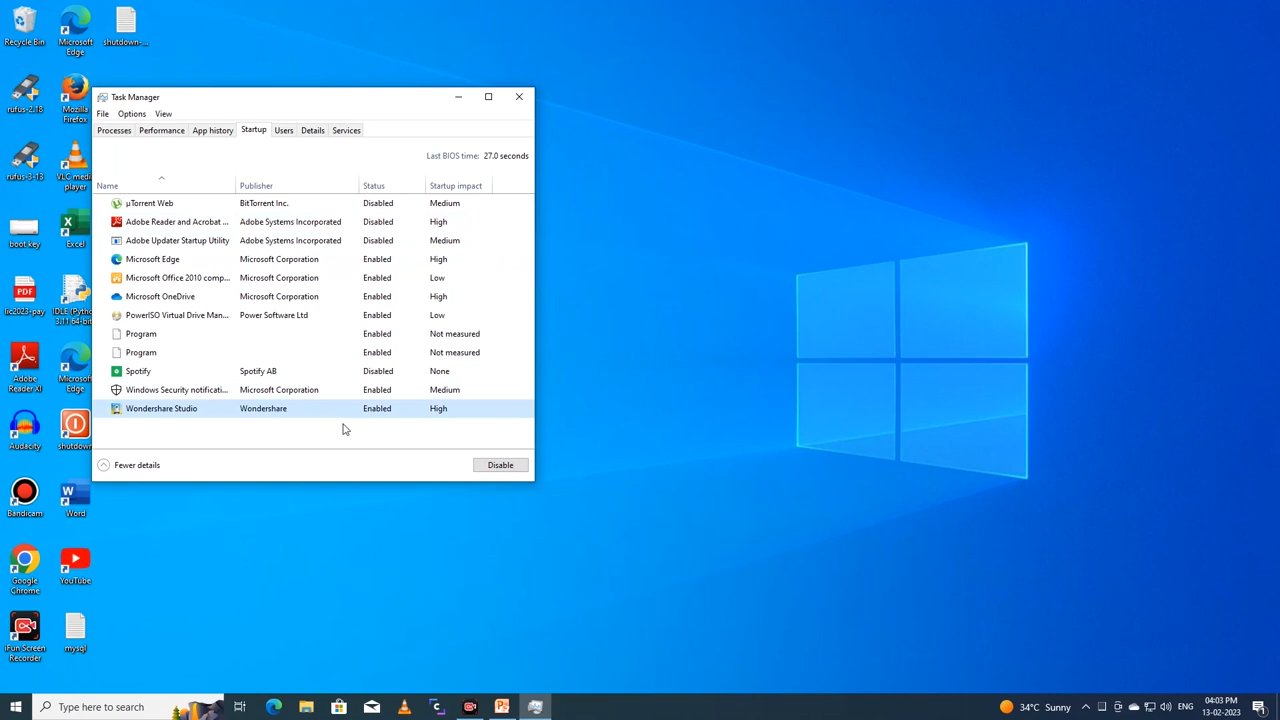 Recycle Bin
Microsoft
Edge
shutdown-...
rufus-2.18
Mozilla
Firefox
rufus-3-13
VLC media
player
boot key
Excel
lic2023-pay
IDLE (Python
3.11 64-bit)
Adobe
Reader XI
Microsoft
Edge
Audacity
shutdown
Bandicam
Word
Google
Chrome
YouTube
iFun Screen
Recorder
mysql
Task Manager
File Options View
Processes Performance App history Startup Users Details Services
Last BIOS time: 27.0 seconds
Name Publisher Status Startup impact
µTorrent Web BitTorrent Inc. Disabled Medium
Adobe Reader and Acrobat ... Adobe Systems Incorporated Disabled High
Adobe Updater Startup Utility Adobe Systems Incorporated Disabled Medium
Microsoft Edge Microsoft Corporation Enabled High
Microsoft Office 2010 comp... Microsoft Corporation Enabled Low
Microsoft OneDrive Microsoft Corporation Enabled High
PowerISO Virtual Drive Man... Power Software Ltd Enabled Low
Program Enabled Not measured
Program Enabled Not measured
Spotify Spotify AB Disabled None
Windows Security notificati... Microsoft Corporation Enabled Medium
Wondershare Studio Wondershare Enabled High
Fewer details Disable
Type here to search 34°C Sunny ENG 04:03 PM
13-02-2023